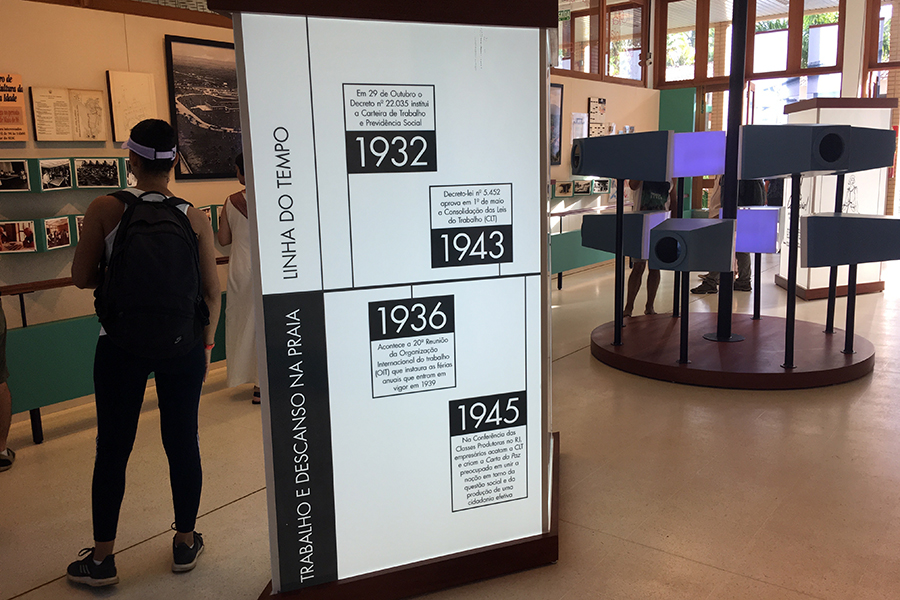 LINHA DO TEMPO
Em 29 de Outubro o
Decreto nº 22.035 institui
a Carteira de Trabalho
e Previdência Social
1932
Decreto-lei nº 5.452
aprova em 1º de maio
a Consolidação das Leis
do Trabalho (CLT)
1943
TRABALHO E DESCANSO NA PRAIA
1936
Acontece a 20ª Reunião
da Organização
Internacional do trabalho
(OIT) que instaura as férias
anuais que entram em
vigor em 1939
1945
Na Conferência das
Classes Produtoras no RJ,
empresários acatam a CLT
e criam a Carta da Paz
preocupada em unir a
nação em torno da
questão social e da
produção de uma
cidadania efetiva